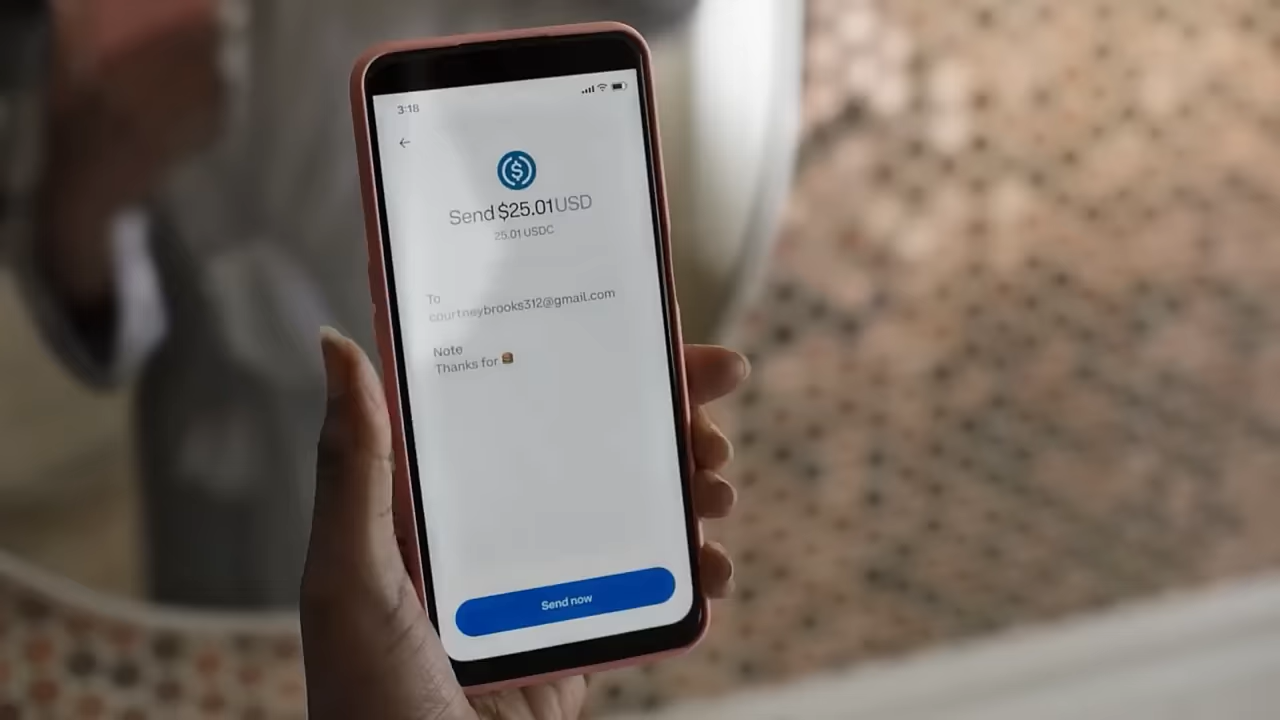 3:18
Send $25.01 USD
25.01 USDC
To
courtneybrooks312@gmail.com
Note
Thanks for
Send now